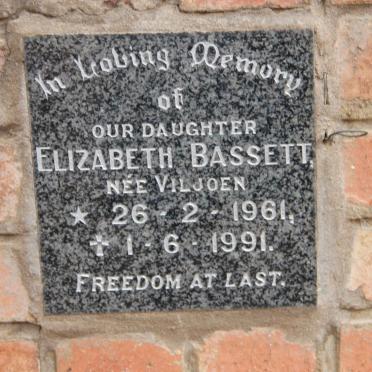 In Loving Memory
of
OUR DAUGHTER
ELIZABETH BASSETT,
NÉE VILJOEN
★ 26 - 2 - 1961,
✝ 1 - 6 - 1991.
FREEDOM AT LAST.